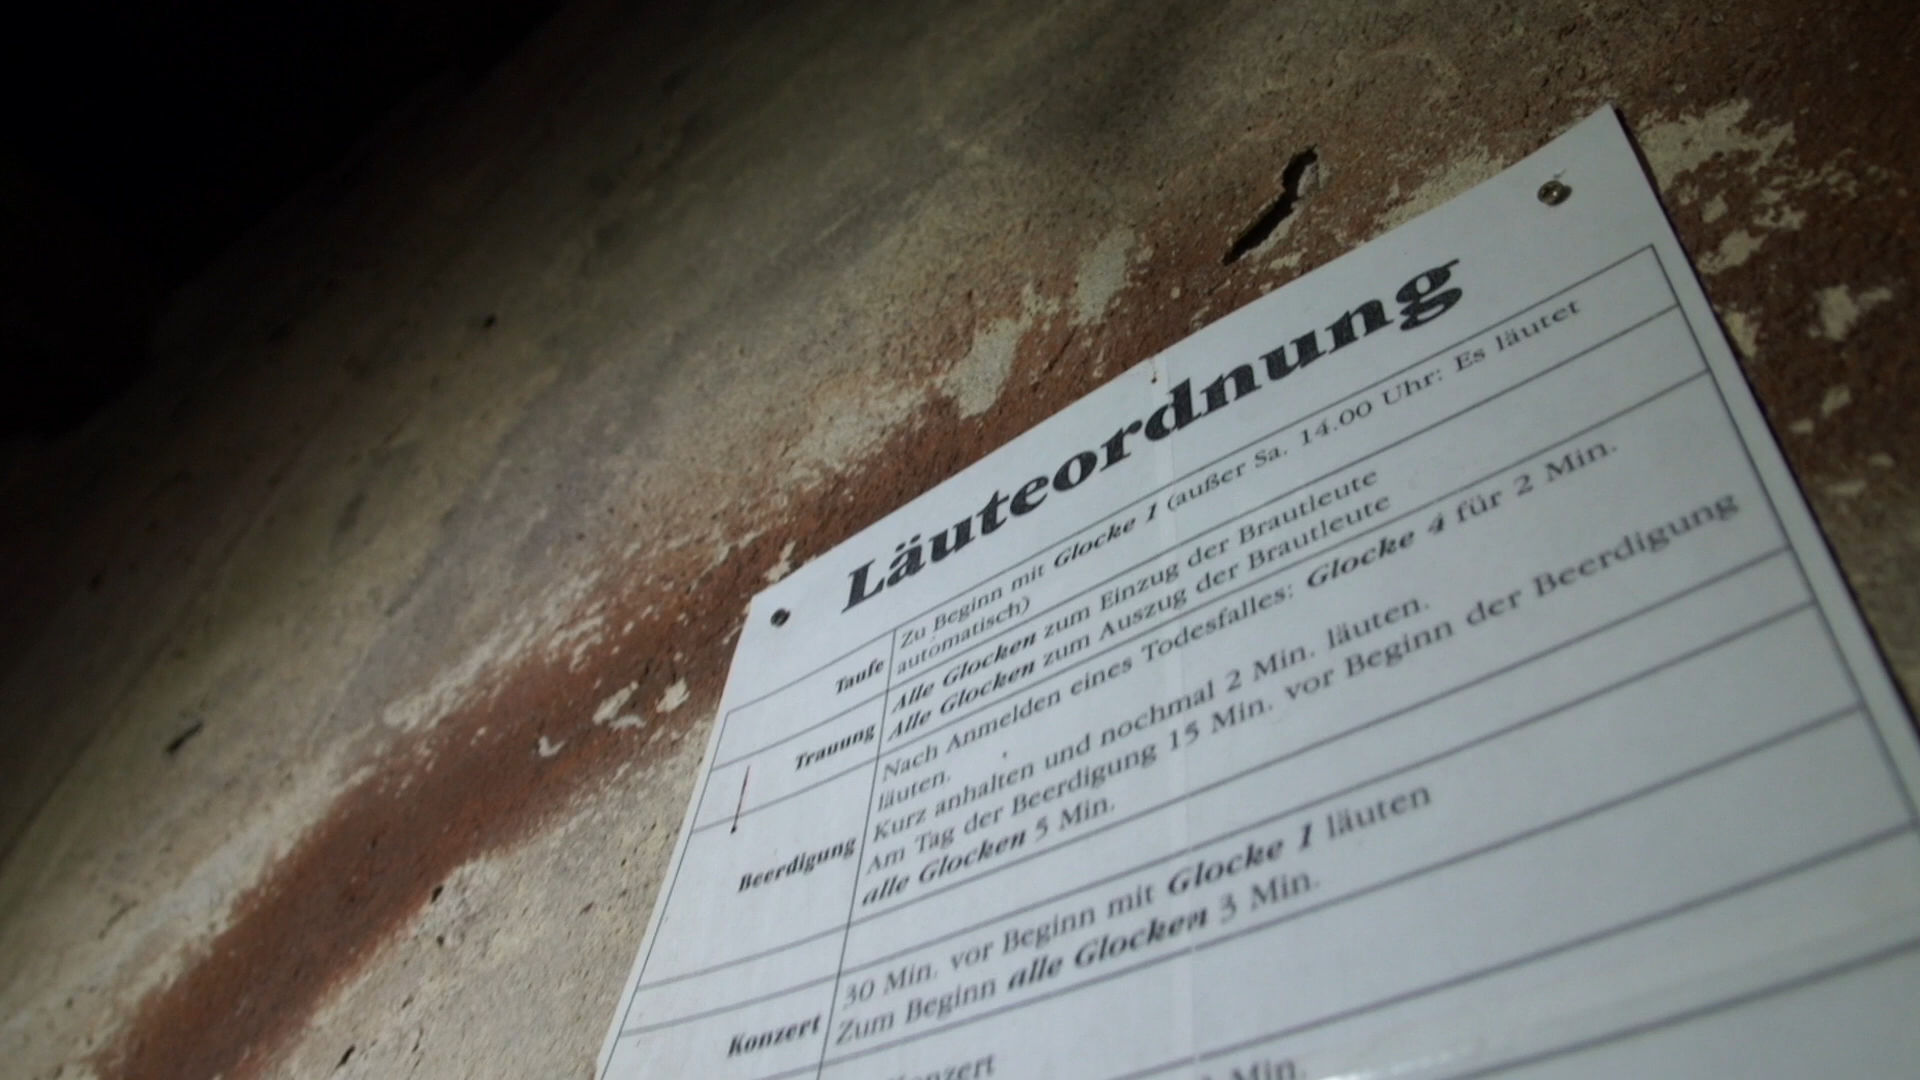 Läuteordnung
Taufe
Zu Beginn mit Glocke 1 (außer Sa. 14.00 Uhr: Es läutet
automatisch)
Trauung
Alle Glocken zum Einzug der Brautleute
Alle Glocken zum Auszug der Brautleute
Beerdigung
Nach Anmelden eines Todesfalles: Glocke 4 für 2 Min.
läuten.
Kurz anhalten und nochmal 2 Min. läuten.
Am Tag der Beerdigung 15 Min. vor Beginn der Beerdigung
alle Glocken 5 Min.
Konzert
30 Min. vor Beginn mit Glocke 1 läuten
Zum Beginn alle Glocken 3 Min.
Min.